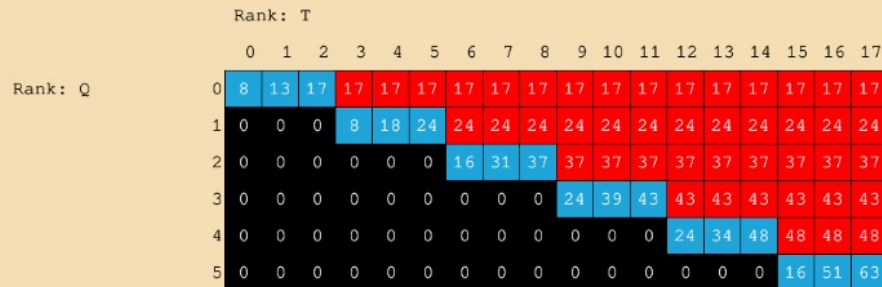 Rank: T
0 1 2 3 4 5 6 7 8 9 10 11 12 13 14 15 16 17
Rank: Q 0 8 13 17 17 17 17 17 17 17 17 17 17 17 17 17 17 17 17
1 0 0 0 8 18 24 24 24 24 24 24 24 24 24 24 24 24 24
2 0 0 0 0 0 0 16 31 37 37 37 37 37 37 37 37 37 37
3 0 0 0 0 0 0 0 0 0 24 39 43 43 43 43 43 43 43
4 0 0 0 0 0 0 0 0 0 0 0 0 24 34 48 48 48 48
5 0 0 0 0 0 0 0 0 0 0 0 0 0 0 0 16 51 63